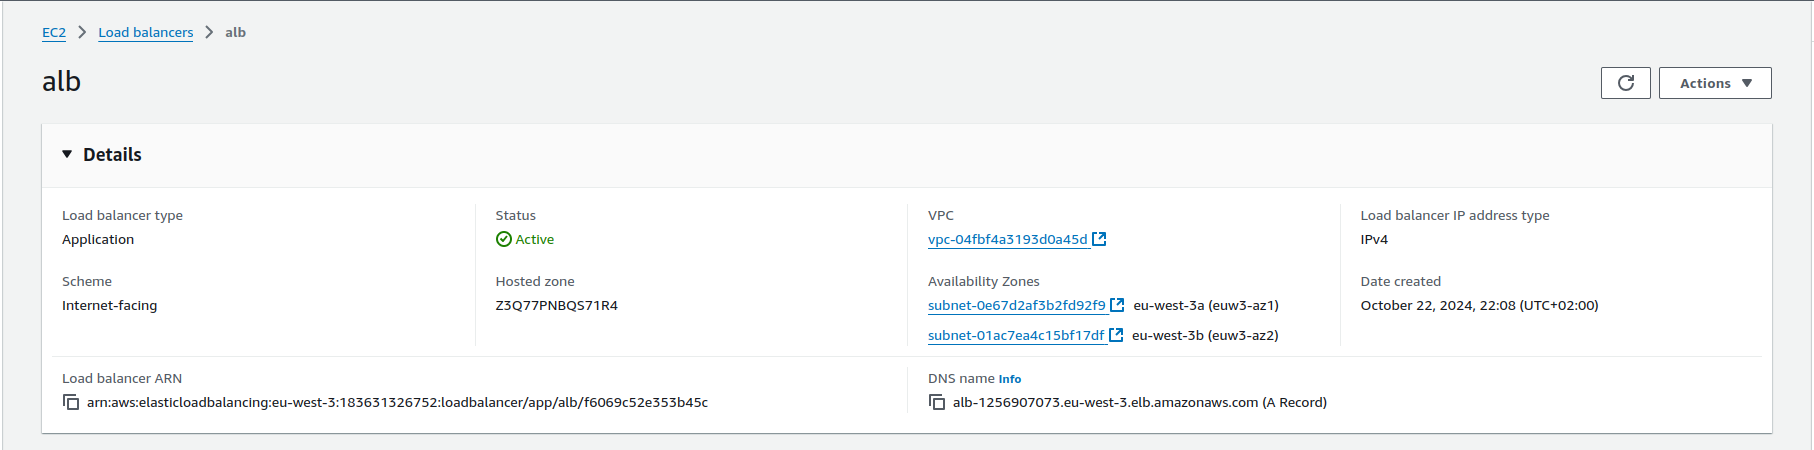 EC2 > Load balancers > alb
alb
Actions
Details
Load balancer type
Application
Status
Active
VPC
vpc-04fbf4a3193d0a45d
Load balancer IP address type
IPv4
Scheme
Internet-facing
Hosted zone
Z3Q77PNBQS71R4
Availability Zones
subnet-0e67d2af3b2fd92f9 eu-west-3a (euw3-az1)
subnet-01ac7ea4c15bf17df eu-west-3b (euw3-az2)
Date created
October 22, 2024, 22:08 (UTC+02:00)
Load balancer ARN
arn:aws:elasticloadbalancing:eu-west-3:183631326752:loadbalancer/app/alb/f6069c52e353b45c
DNS name Info
alb-1256907073.eu-west-3.elb.amazonaws.com (A Record)